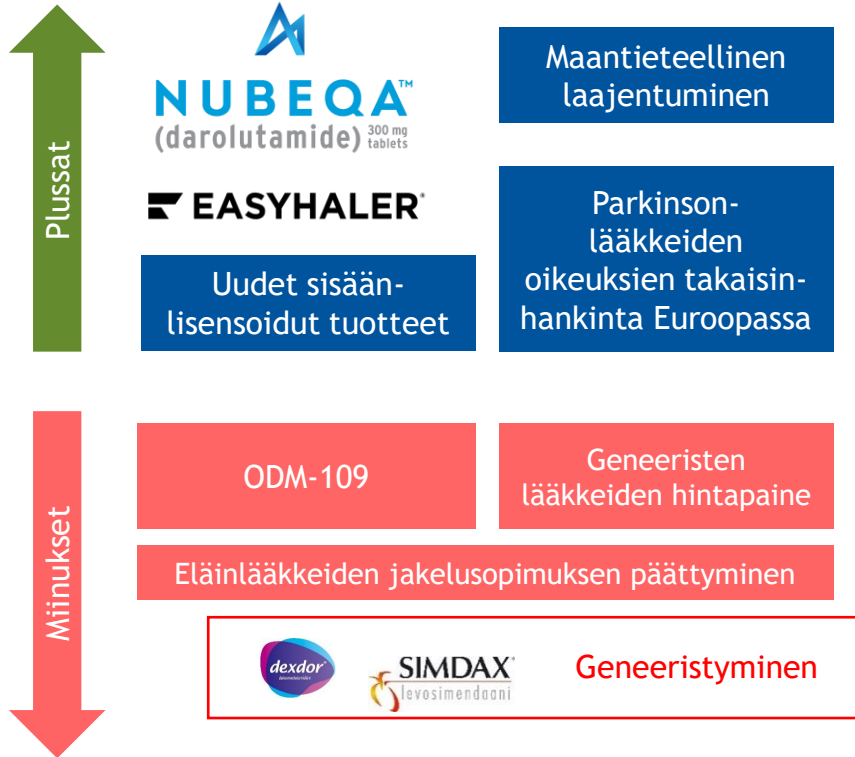 Plussat
NUBEQA™
(darolutamide) 300 mg
tablets
Maantieteellinen
laajentuminen
EASYHALER®
Uudet sisään-
lisensoidut tuotteet
Parkinson-
lääkkeiden
oikeuksien takaisin-
hankinta Euroopassa
Miinukset
ODM-109
Geneeristen
lääkkeiden hintapaine
Eläinlääkkeiden jakelusopimuksen päättyminen
dexdor®
SIMDAX®
levosimendaani
Geneeristyminen